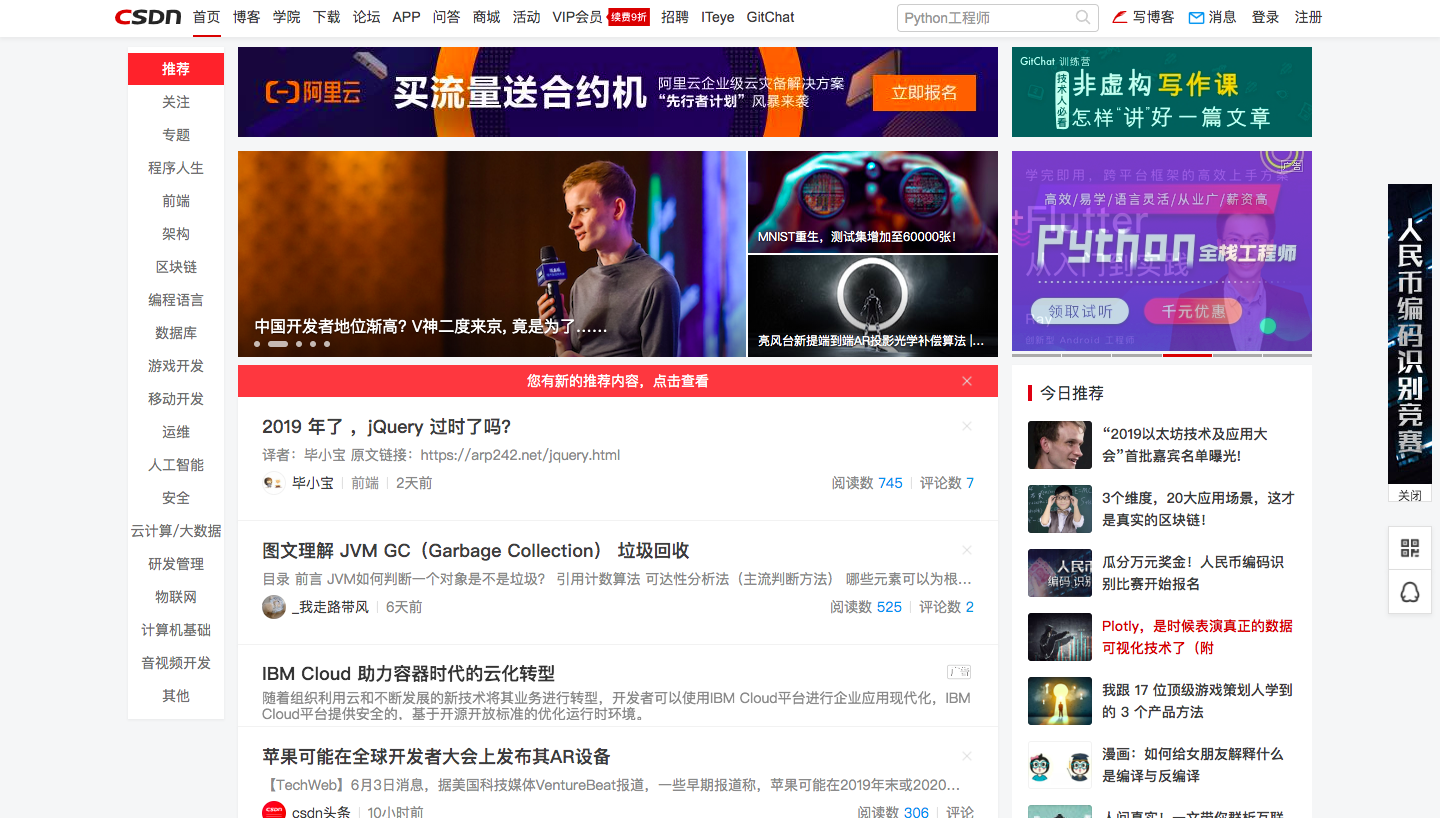 CSDN 首页 博客 学院 下载 论坛 APP 问答 商城 活动 VIP会员 续费9折 招聘 ITeye GitChat Python工程师 写博客 消息 登录 注册
推荐
关注
专题
程序人生
前端
架构
区块链
编程语言
数据库
游戏开发
移动开发
运维
人工智能
安全
云计算/大数据
研发管理
物联网
计算机基础
音视频开发
其他
阿里云
买流量送合约机
阿里云企业级云灾备解决方案
“先行者计划”风暴来袭
立即报名
中国开发者地位渐高? V神二度来京, 竟是为了……
MNIST重生，测试集增加至60000张！
亮风台新提端到端AR投影光学补偿算法 |...
您有新的推荐内容，点击查看
2019 年了 ，jQuery 过时了吗?
译者：毕小宝 原文链接：https://arp242.net/jquery.html
毕小宝 前端 2天前 阅读数 745 评论数 7
图文理解 JVM GC（Garbage Collection） 垃圾回收
目录 前言 JVM如何判断一个对象是不是垃圾？ 引用计数算法 可达性分析法（主流判断方法） 哪些元素可以为根...
_我走路带风 6天前 阅读数 525 评论数 2
IBM Cloud 助力容器时代的云化转型
广告
随着组织利用云和不断发展的新技术将其业务进行转型，开发者可以使用IBM Cloud平台进行企业应用现代化，IBM
Cloud平台提供安全的、基于开源开放标准的优化运行时环境。
苹果可能在全球开发者大会上发布其AR设备
【TechWeb】6月3日消息，据美国科技媒体VentureBeat报道，一些早期报道称，苹果可能在2019年末或2020...
CSDN
csdn头条 10小时前 阅读数 306 评论
GitChat 训练营
技术人必看
非虚构写作课
怎样“讲”好一篇文章
广告
学完即用，跨平台框架的高效上手方
高效/易学/语言灵活/从业广/薪资高
Flutter
Python 全栈工程师
从入门到实践
领取试听 千元优惠
Ray
创新型 Android 工程师
今日推荐
“2019以太坊技术及应用大
会”首批嘉宾名单曝光!
3个维度，20大应用场景，这才
是真实的区块链！
人民币
编码 识别
瓜分万元奖金！人民币编码识
别比赛开始报名
Plotly，是时候表演真正的数据
可视化技术了（附
我跟 17 位顶级游戏策划人学到
的 3 个产品方法
漫画：如何给女朋友解释什么
是编译与反编译
人间真实！一文带你群析互联
人民币编码识别竞赛
关闭